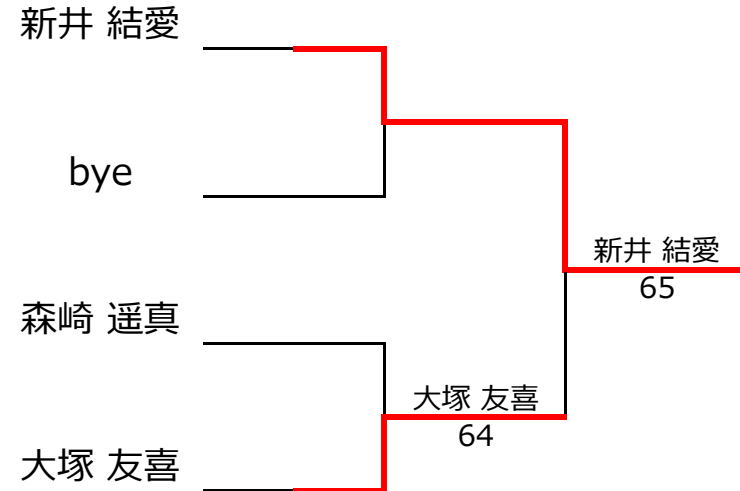 新井 結愛
bye
新井 結愛
65
森崎 遥真
大塚 友喜
64
大塚 友喜